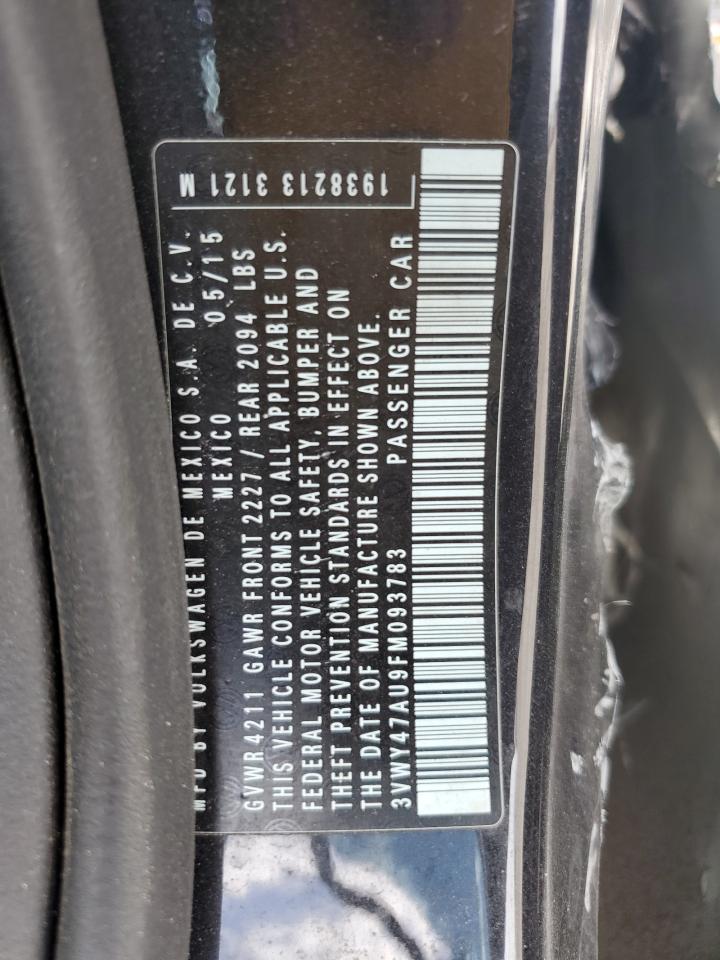 MFD BY VOLKSWAGEN DE MEXICO S.A. DE C.V.
MEXICO 05/15
GVWR4211 GAWR FRONT 2227 / REAR 2094 LBS
THIS VEHICLE CONFORMS TO ALL APPLICABLE U.S.
FEDERAL MOTOR VEHICLE SAFETY, BUMPER AND
THEFT PREVENTION STANDARDS IN EFFECT ON
THE DATE OF MANUFACTURE SHOWN ABOVE.
3VWY47AU9FM093783 PASSENGER CAR
1938213 3121 M